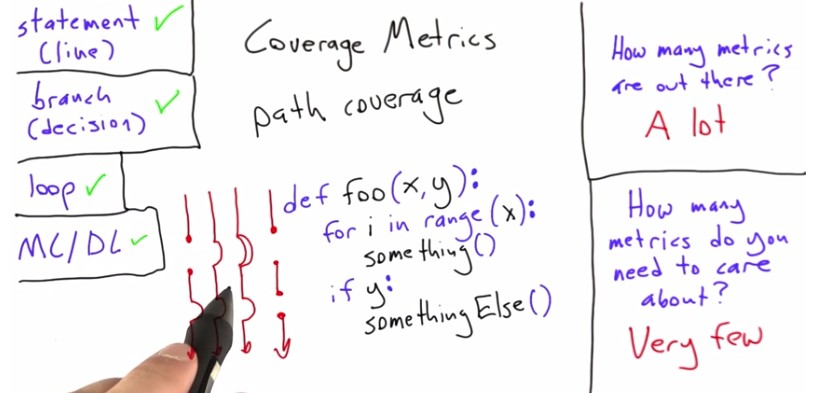 statement
(line)
branch
(decision)
loop
MC/DC
Coverage Metrics
path coverage
def foo(x,y):
for i in range(x):
something()
if y:
somethingElse()
How many metrics
are out there?
A lot
How many
metrics do you
need to care
about?
Very few